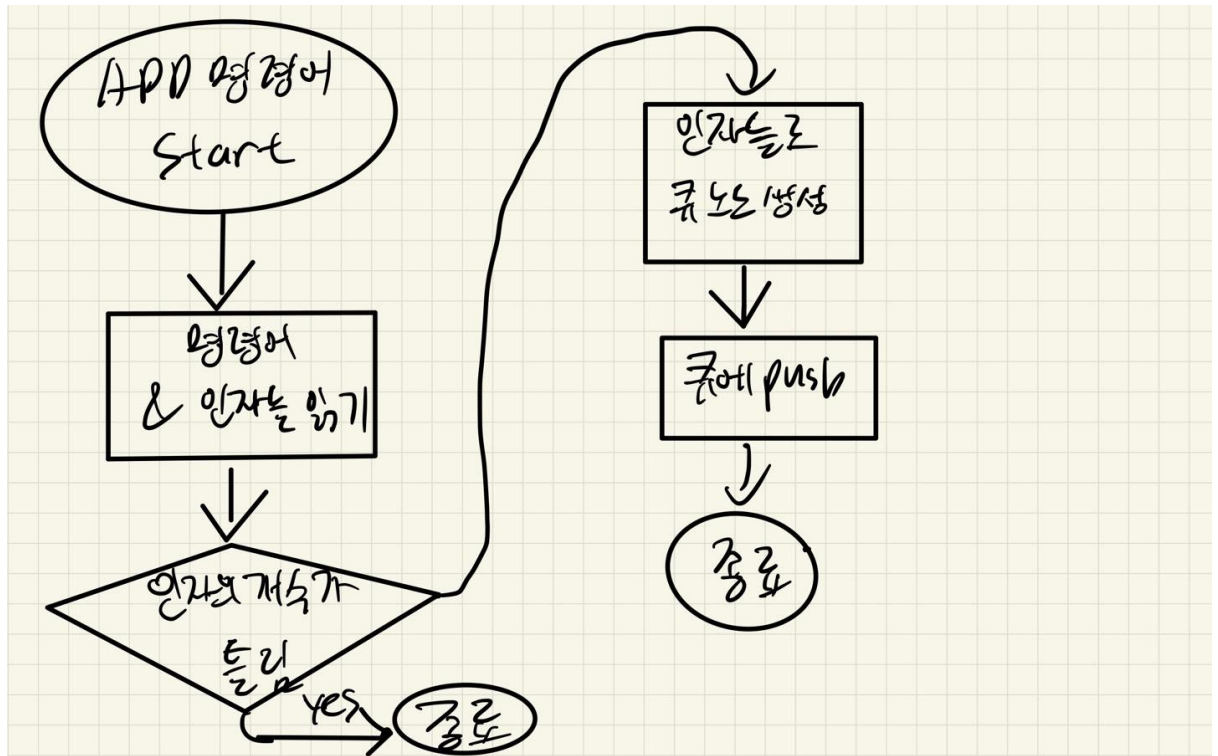 ADD 명령어
Start
명령어
& 인자들 읽기
인자의 개수가
틀림
yes
종료
인자들로
큐 노드 생성
큐에 push
종료